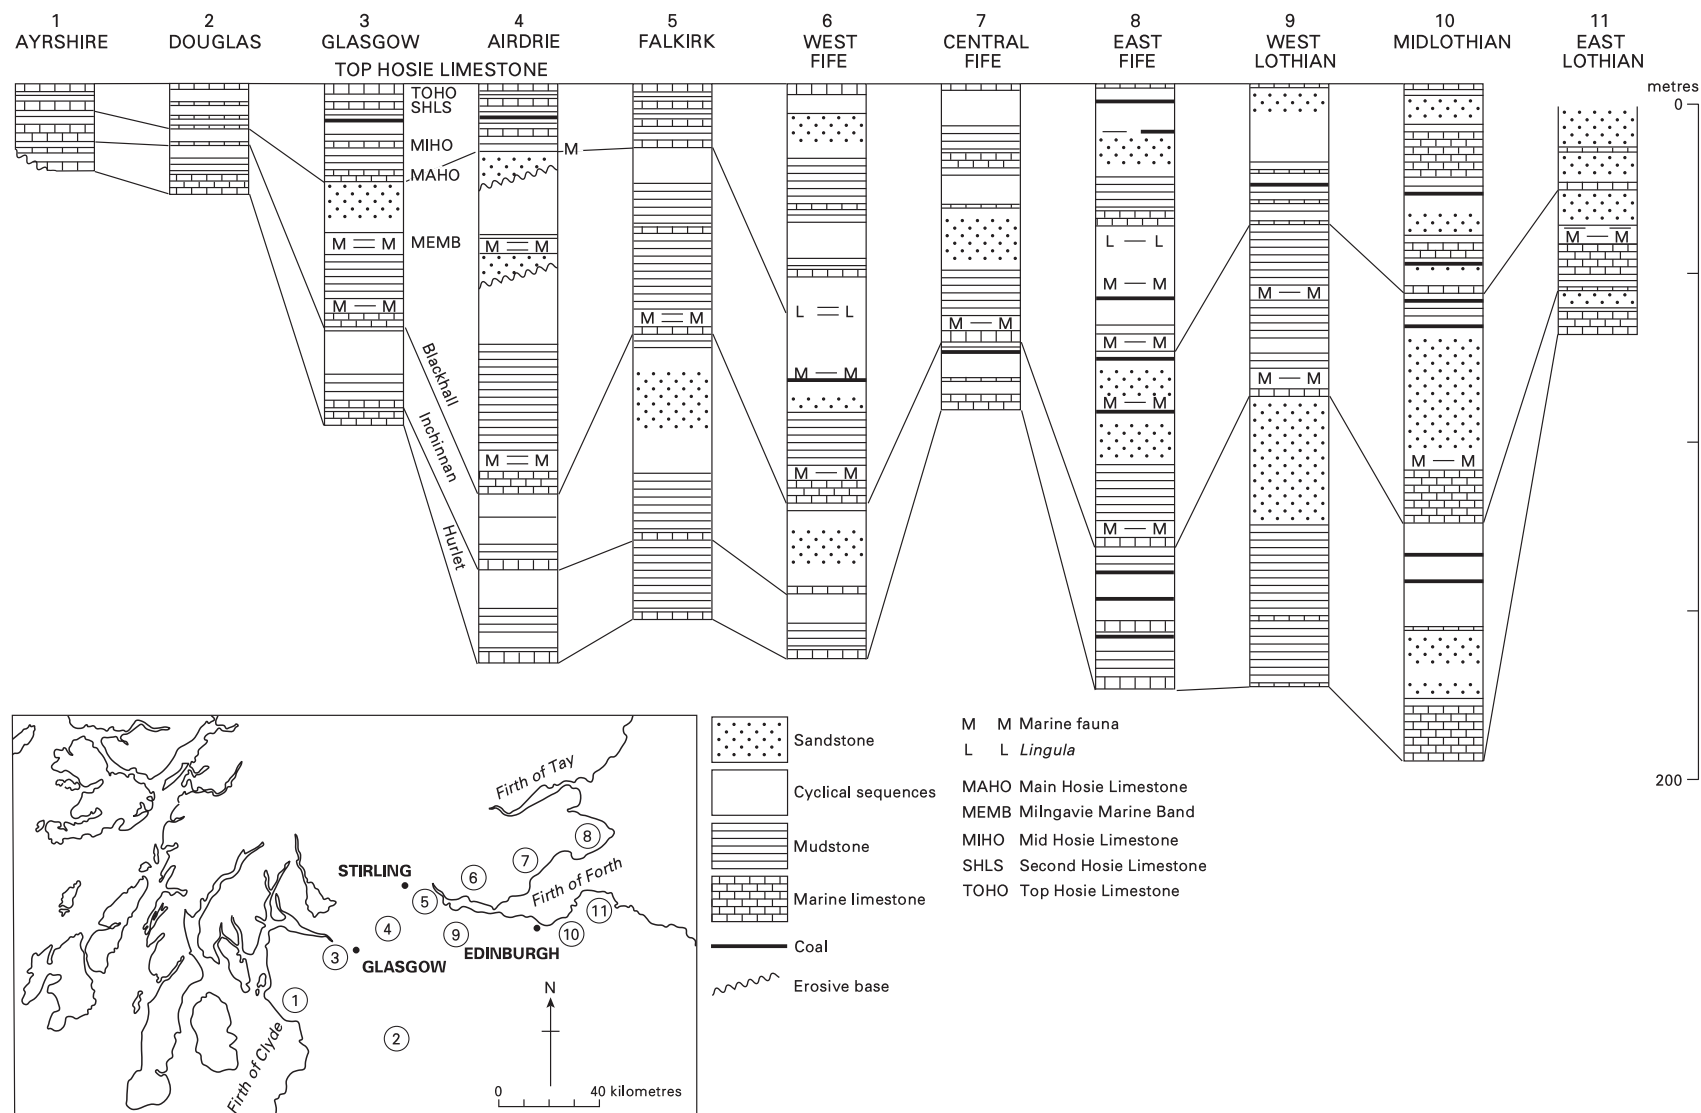 1
AYRSHIRE
2
DOUGLAS
3
GLASGOW
4
AIRDRIE
5
FALKIRK
6
WEST
FIFE
7
CENTRAL
FIFE
8
EAST
FIFE
9
WEST
LOTHIAN
10
MIDLOTHIAN
11
EAST
LOTHIAN
TOP HOSIE LIMESTONE
metres
0
200
TOHO
SHLS
MIHO
MAHO
MEMB
M
M M
M M
M M
M M
M M
L L
M M
M M
M M
L L
M M
M M
M M
M M
M M
M M
M M
M M
Blackhall
Inchinnan
Hurlet
Firth of Tay
8
7
6
STIRLING
5
Firth of Forth
11
4
9
EDINBURGH
10
3
GLASGOW
1
2
N
Firth of Clyde
0 40 kilometres
Sandstone
Cyclical sequences
Mudstone
Marine limestone
Coal
Erosive base
M M Marine fauna
L L Lingula
MAHO Main Hosie Limestone
MEMB Milngavie Marine Band
MIHO Mid Hosie Limestone
SHLS Second Hosie Limestone
TOHO Top Hosie Limestone